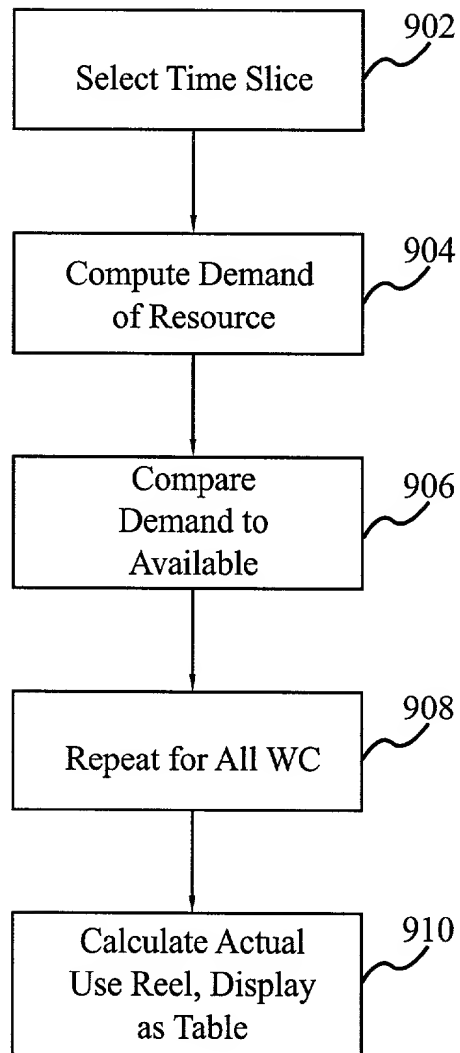 902
Select Time Slice
904
Compute Demand
of Resource
906
Compare
Demand to
Available
908
Repeat for All WC
910
Calculate Actual
Use Reel, Display
as Table